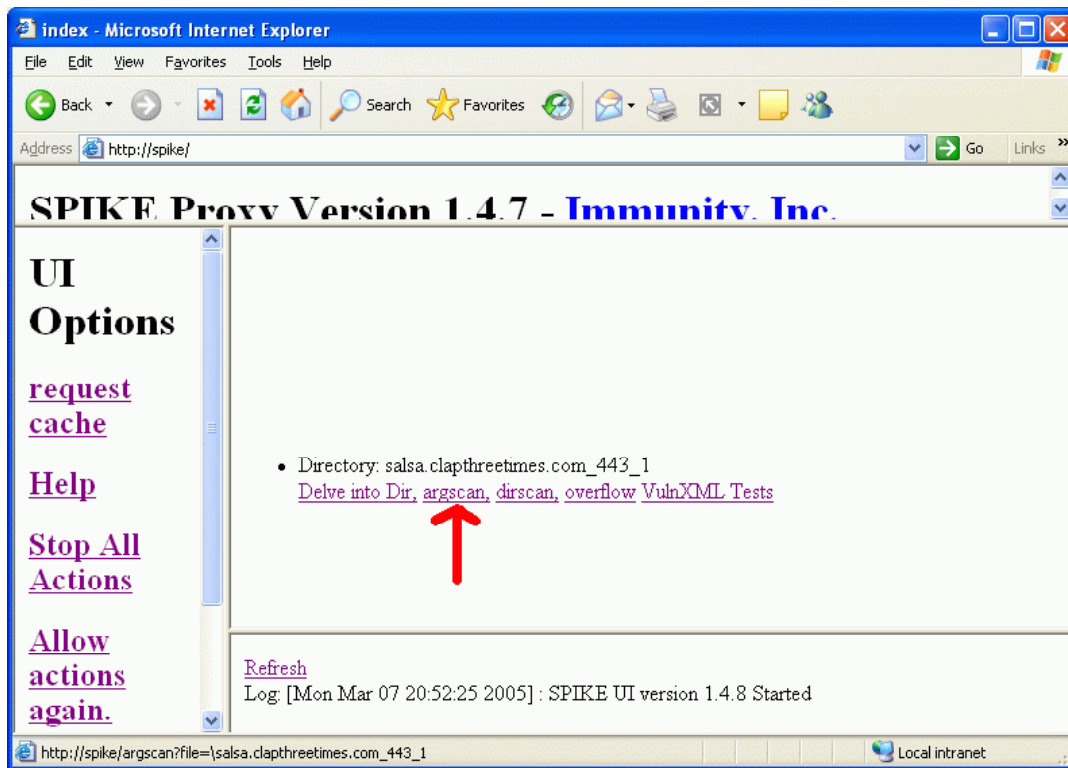 index - Microsoft Internet Explorer
File Edit View Favorites Tools Help
Back Search Favorites
Address http://spike/ Go Links »
SPIKE Proxy Version 1.4.7 - Immunity, Inc.
UI
Options
request
cache
Help
Stop All
Actions
Allow
actions
again.
• Directory: salsa.clapthreetimes.com_443_1
Delve into Dir, argscan, dirscan, overflow VulnXML Tests
Refresh
Log: [Mon Mar 07 20:52:25 2005] : SPIKE UI version 1.4.8 Started
http://spike/argscan?file=\salsa.clapthreetimes.com_443_1 Local intranet